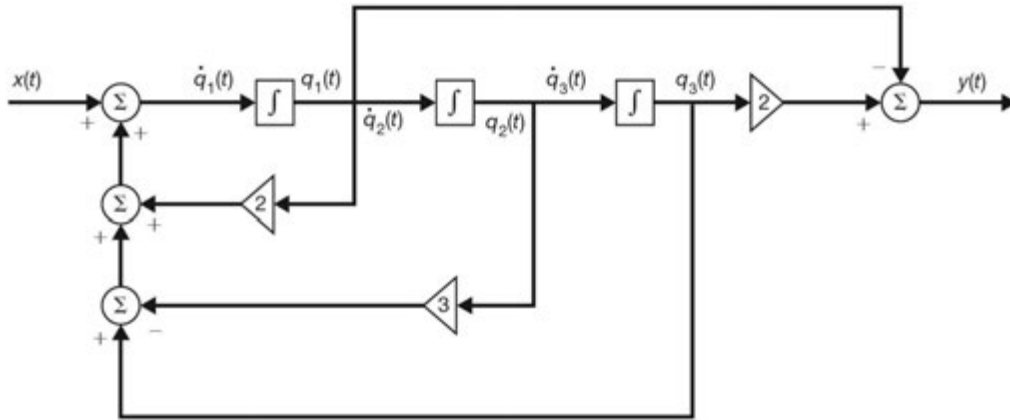 x(t)
q̇₁(t)
q₁(t)
q̇₂(t)
q₂(t)
q̇₃(t)
q₃(t)
y(t)
Σ
+
+
∫
∫
∫
2
−
Σ
+
Σ
+
+
2
Σ
+
−
3